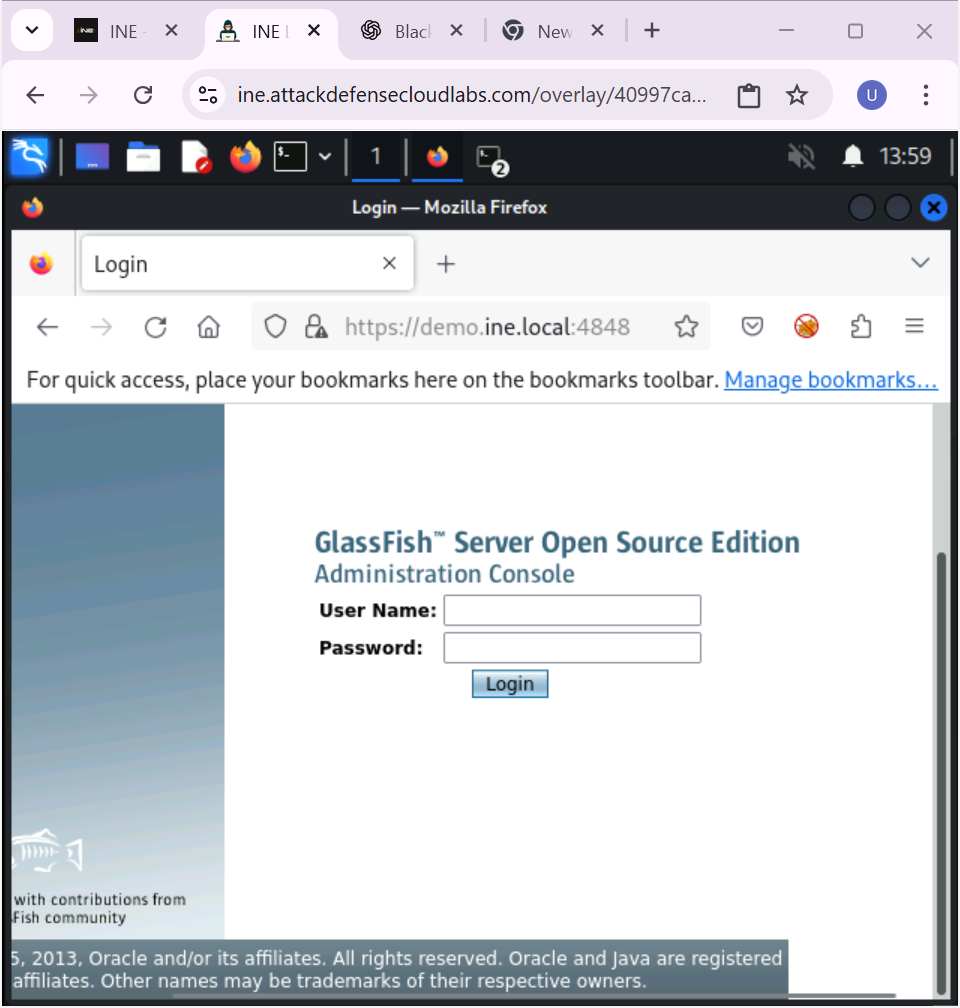 INE -
INE L
Blac
New
ine.attackdefensecloudlabs.com/overlay/40997ca...
U
1
2
13:59
Login — Mozilla Firefox
Login
https://demo.ine.local:4848
For quick access, place your bookmarks here on the bookmarks toolbar. Manage bookmarks...
GlassFish™ Server Open Source Edition
Administration Console
User Name:
Password:
Login
with contributions from
sFish community
5, 2013, Oracle and/or its affiliates. All rights reserved. Oracle and Java are registered
affiliates. Other names may be trademarks of their respective owners.